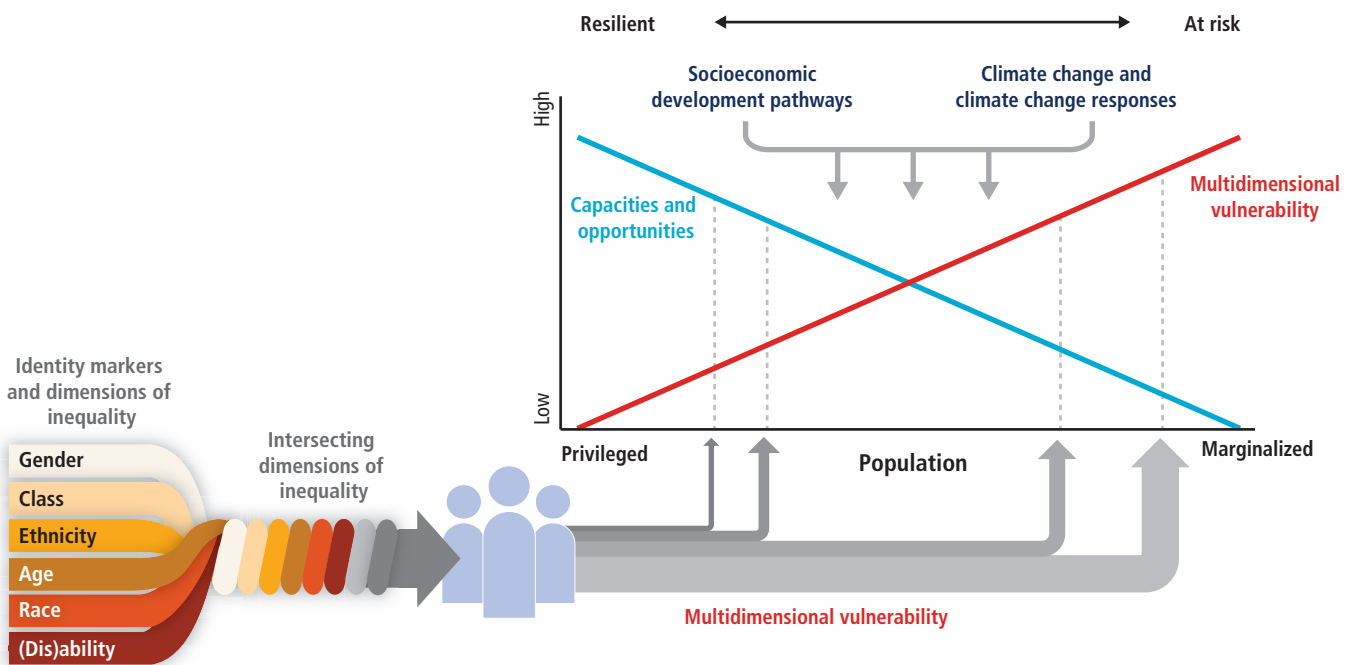 Resilient
At risk
Socioeconomic
development pathways
Climate change and
climate change responses
High
Low
Capacities and
opportunities
Multidimensional
vulnerability
Privileged
Population
Marginalized
Identity markers
and dimensions of
inequality
Gender
Class
Ethnicity
Age
Race
(Dis)ability
Intersecting
dimensions of
inequality
Multidimensional vulnerability